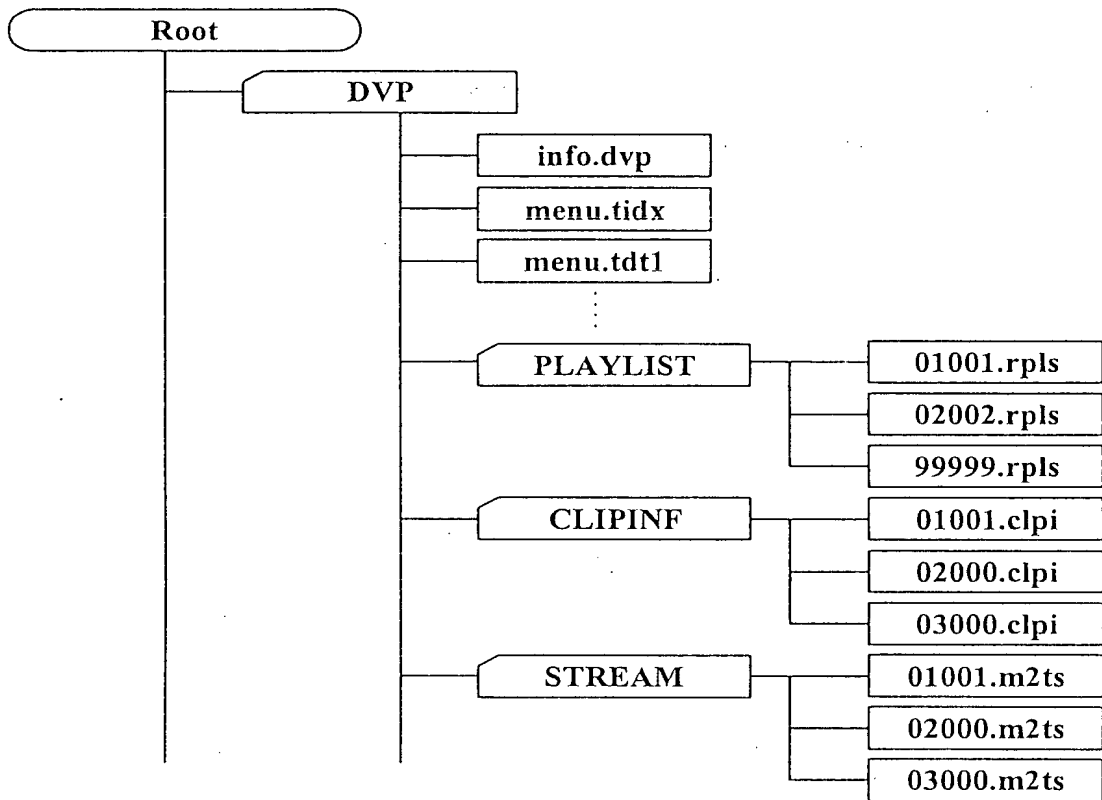 Root
DVP
info.dvp
menu.tidx
menu.tdt1
PLAYLIST
01001.rpls
02002.rpls
99999.rpls
CLIPINF
01001.clpi
02000.clpi
03000.clpi
STREAM
01001.m2ts
02000.m2ts
03000.m2ts